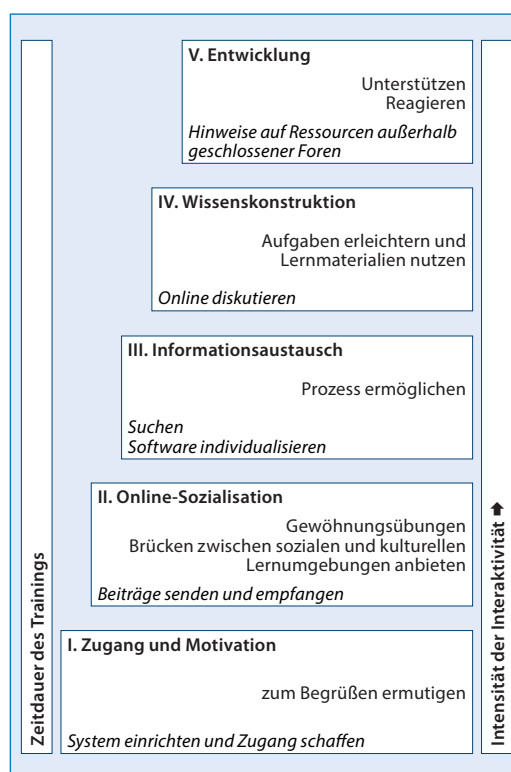 V. Entwicklung
Unterstützen
Reagieren
Hinweise auf Ressourcen außerhalb
geschlossener Foren
IV. Wissenskonstruktion
Aufgaben erleichtern und
Lernmaterialien nutzen
Online diskutieren
III. Informationsaustausch
Prozess ermöglichen
Suchen
Software individualisieren
II. Online-Sozialisation
Gewöhnungsübungen
Brücken zwischen sozialen und kulturellen
Lernumgebungen anbieten
Beiträge senden und empfangen
I. Zugang und Motivation
zum Begrüßen ermutigen
System einrichten und Zugang schaffen
Zeitdauer des Trainings
Intensität der Interaktivität ⬆